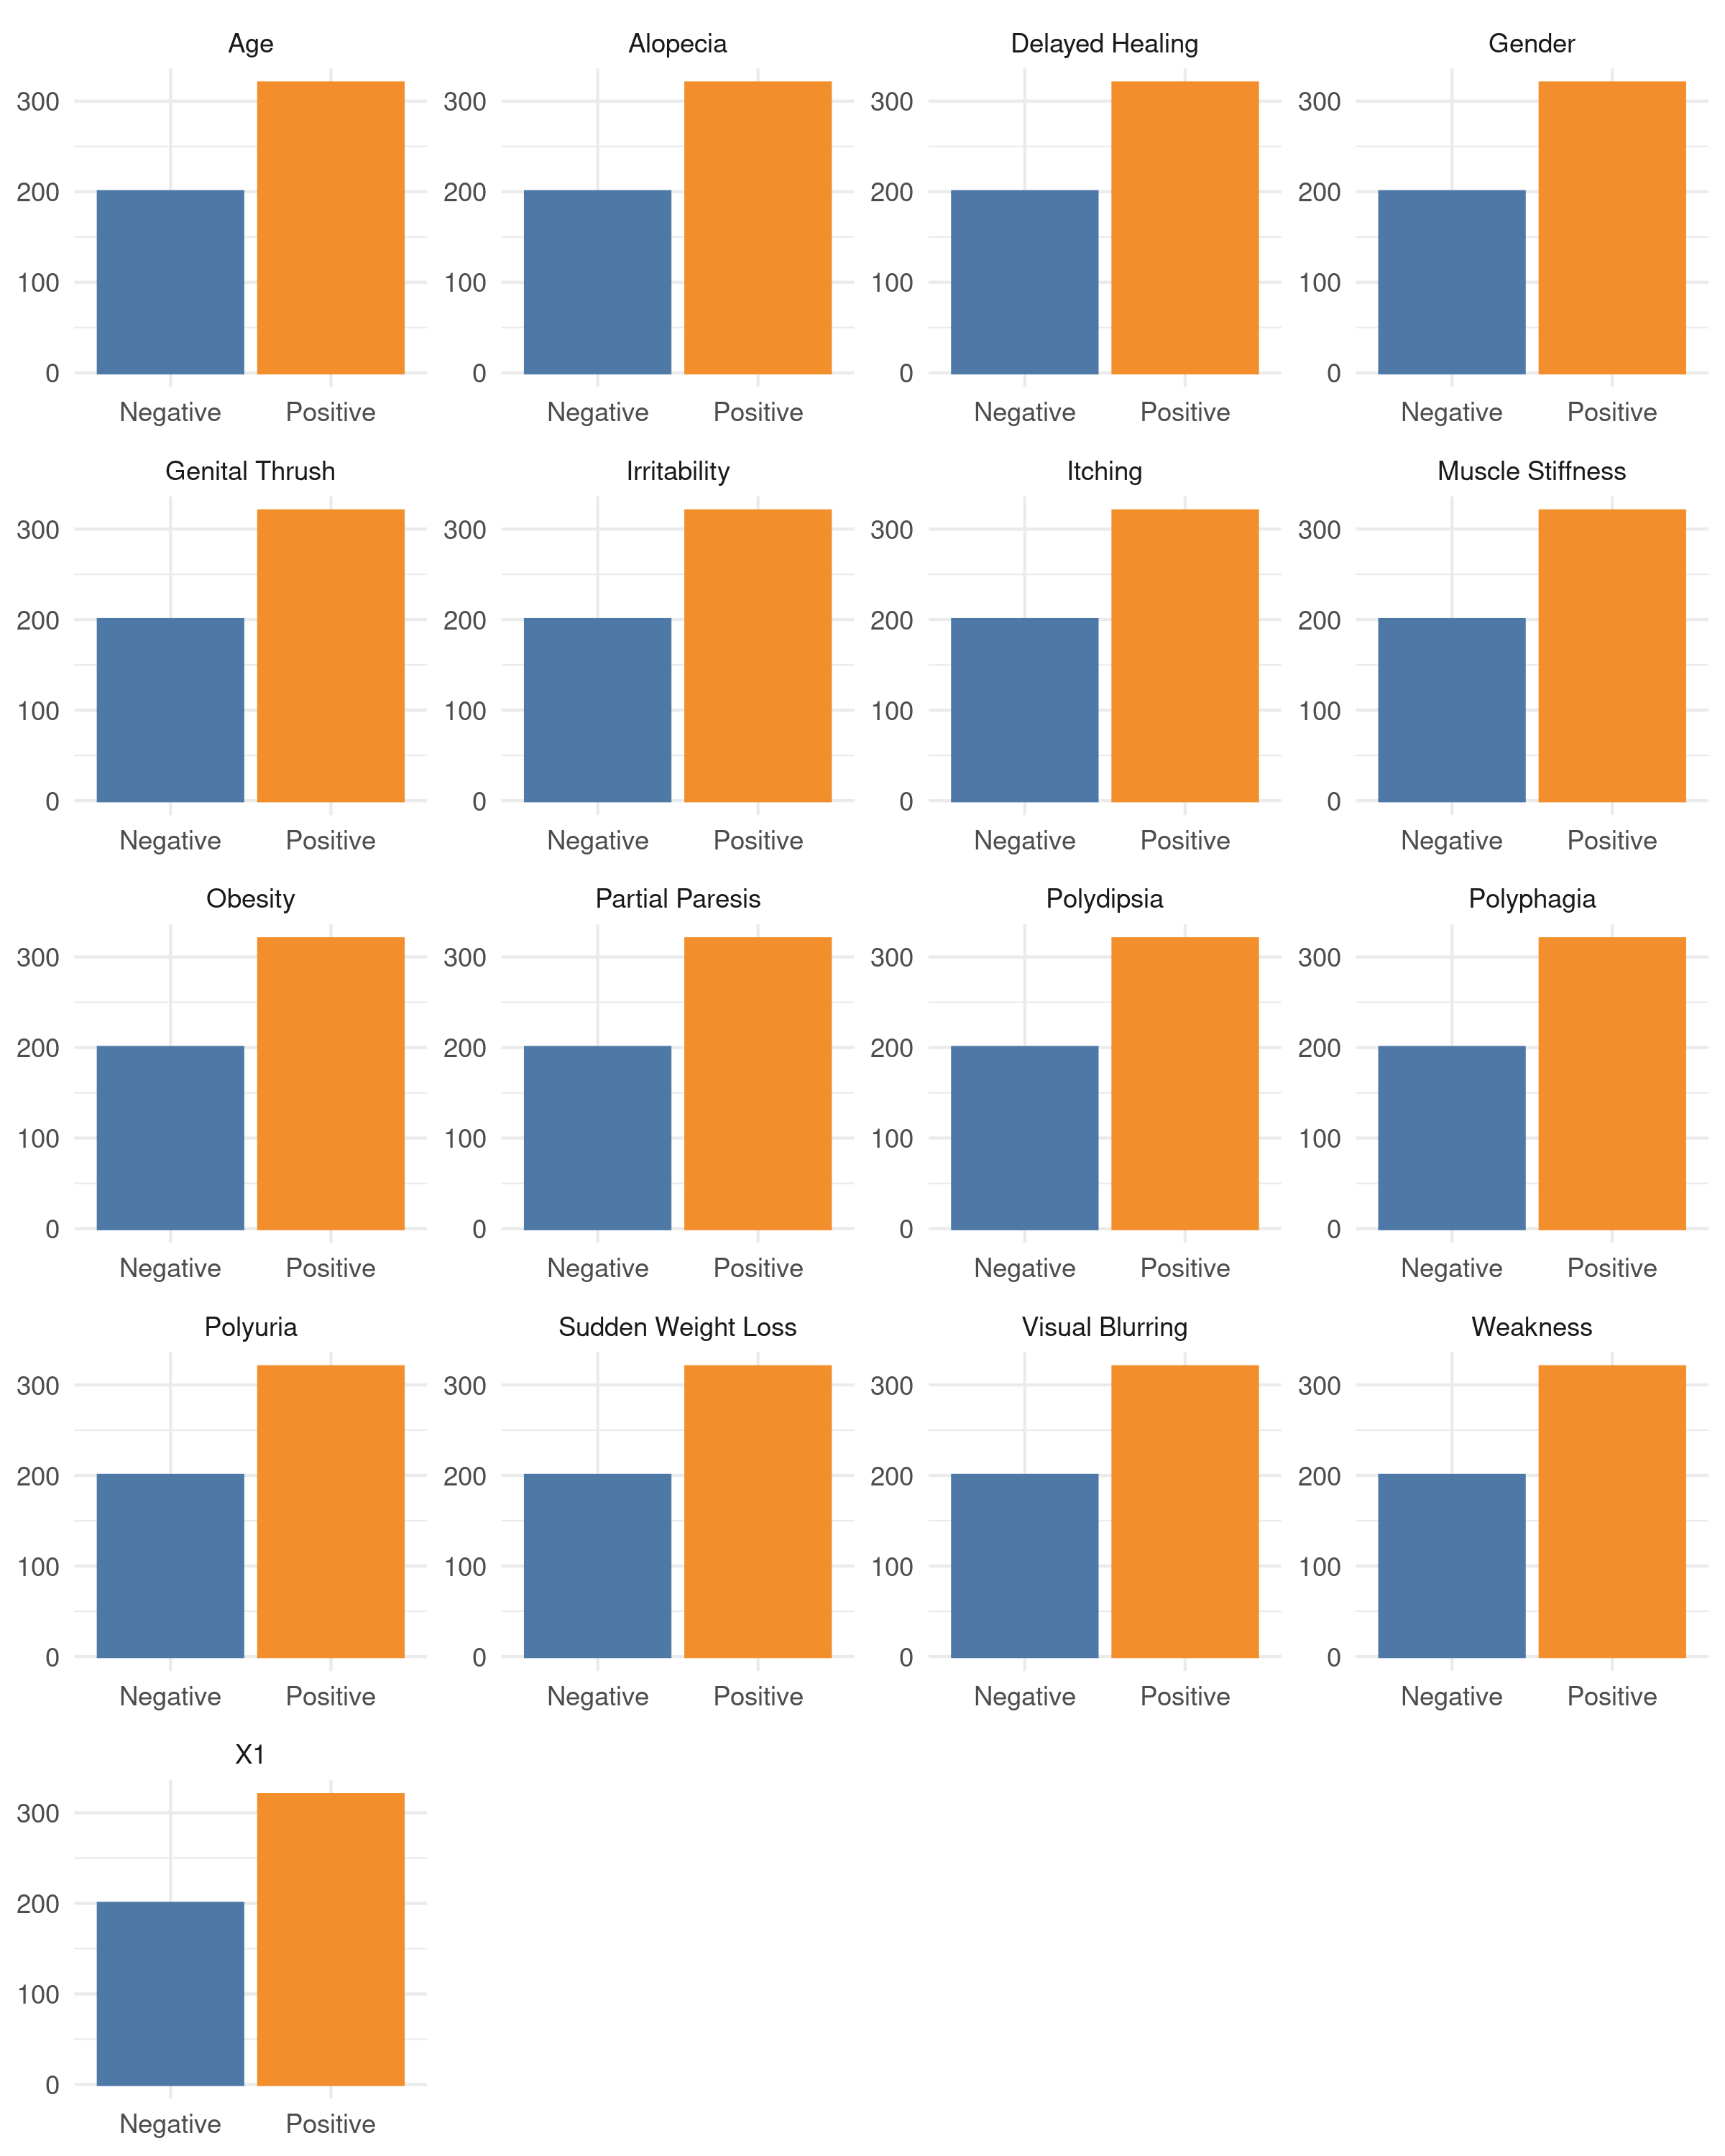 Age Alopecia Delayed Healing Gender
300 300 300 300
200 200 200 200
100 100 100 100
0 0 0 0
Negative Positive Negative Positive Negative Positive Negative Positive
Genital Thrush Irritability Itching Muscle Stiffness
300 300 300 300
200 200 200 200
100 100 100 100
0 0 0 0
Negative Positive Negative Positive Negative Positive Negative Positive
Obesity Partial Paresis Polydipsia Polyphagia
300 300 300 300
200 200 200 200
100 100 100 100
0 0 0 0
Negative Positive Negative Positive Negative Positive Negative Positive
Polyuria Sudden Weight Loss Visual Blurring Weakness
300 300 300 300
200 200 200 200
100 100 100 100
0 0 0 0
Negative Positive Negative Positive Negative Positive Negative Positive
X1
300
200
100
0
Negative Positive